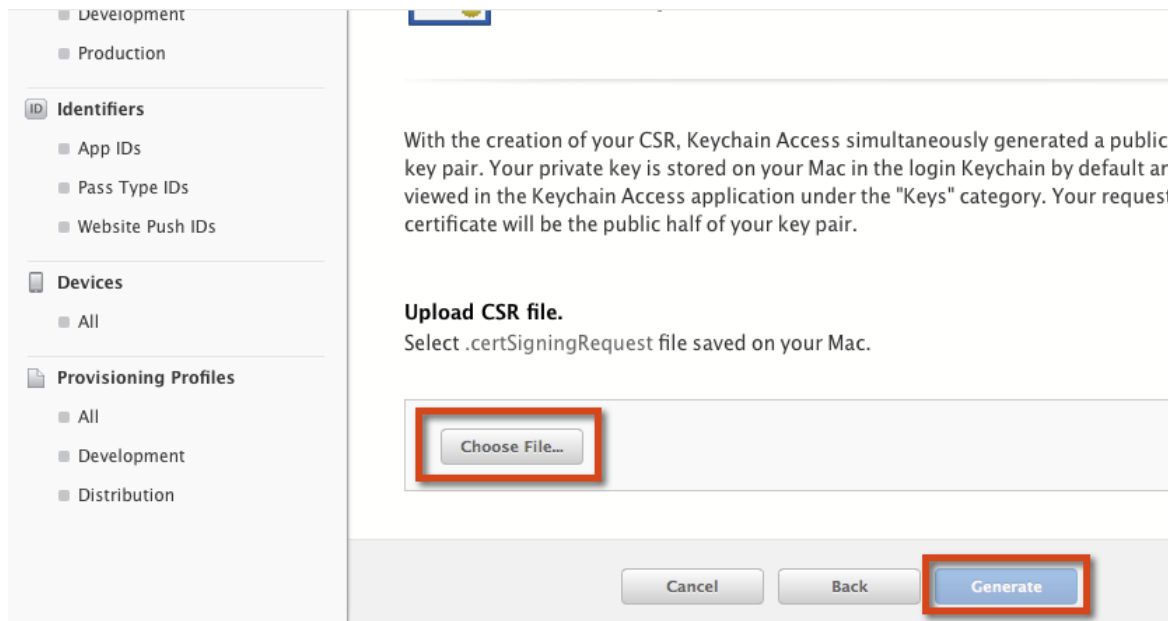 Development
Production
ID Identifiers
App IDs
Pass Type IDs
Website Push IDs
Devices
All
Provisioning Profiles
All
Development
Distribution
With the creation of your CSR, Keychain Access simultaneously generated a public
key pair. Your private key is stored on your Mac in the login Keychain by default
viewed in the Keychain Access application under the "Keys" category. Your
certificate will be the public half of your key pair.
Upload CSR file.
Select .certSigningRequest file saved on your Mac.
Choose File...
Cancel Back Generate